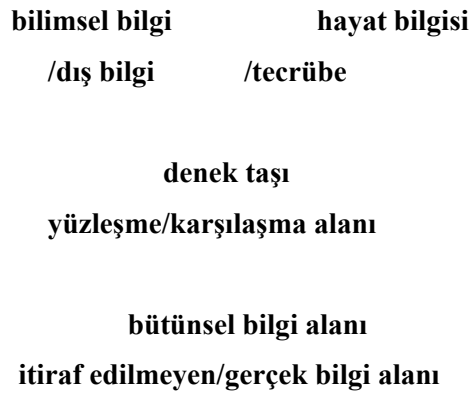 bilimsel bilgi hayat bilgisi
/dış bilgi /tecrübe
denek taşı
yüzleşme/karşılaşma alanı
bütünsel bilgi alanı
itiraf edilmeyen/gerçek bilgi alanı